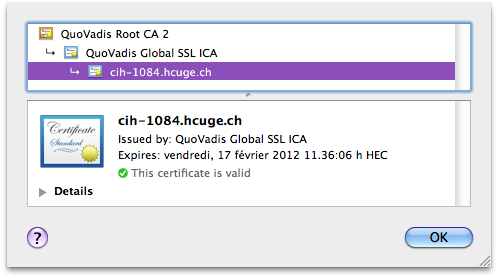 QuoVadis Root CA 2
QuoVadis Global SSL ICA
cih-1084.hcuge.ch
Certificate
Standard
cih-1084.hcuge.ch
Issued by: QuoVadis Global SSL ICA
Expires: vendredi, 17 février 2012 11.36:06 h HEC
This certificate is valid
Details
?
OK